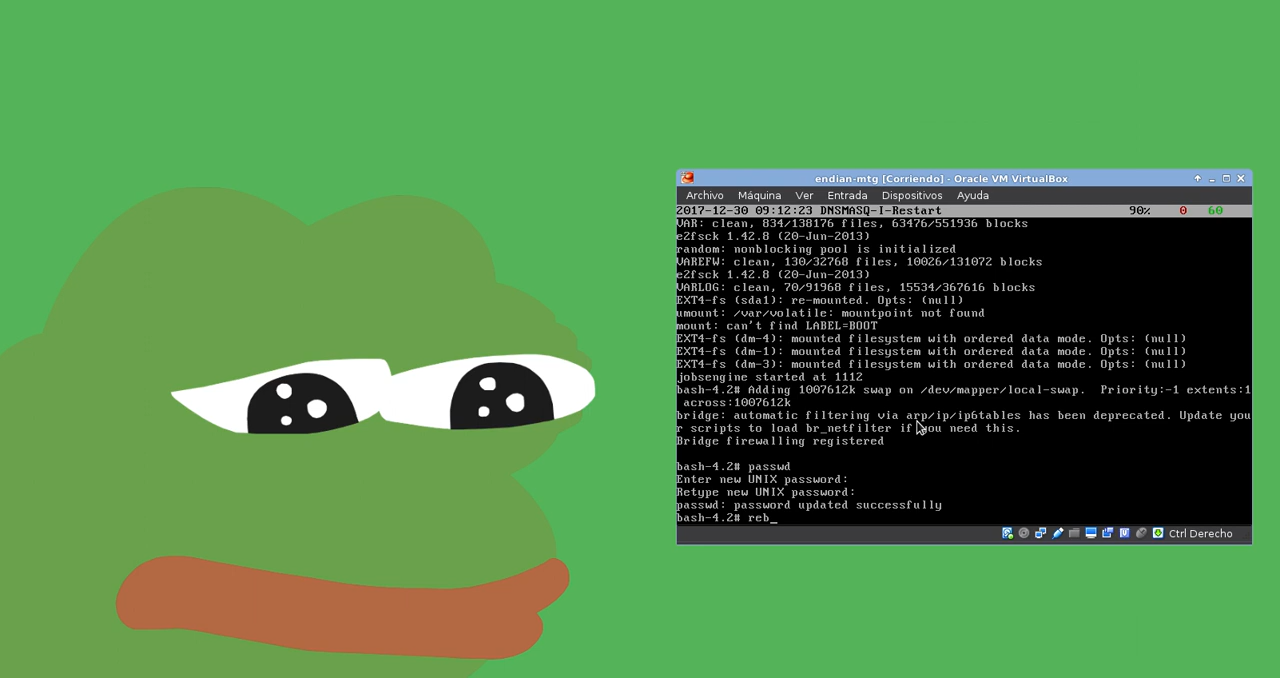 endian-mtg [Corriendo] - Oracle VM VirtualBox
Archivo Máquina Ver Entrada Dispositivos Ayuda
2017-12-30 09:12:23 DNSMASQ-I-Restart 90% 0 60
VAR: clean, 834/138176 files, 63476/551936 blocks
e2fsck 1.42.8 (20-Jun-2013)
random: nonblocking pool is initialized
VAREFW: clean, 130/32768 files, 10026/131072 blocks
e2fsck 1.42.8 (20-Jun-2013)
VARLOG: clean, 70/91968 files, 15534/367616 blocks
EXT4-fs (sda1): re-mounted. Opts: (null)
umount: /var/volatile: mountpoint not found
mount: can't find LABEL=BOOT
EXT4-fs (dm-4): mounted filesystem with ordered data mode. Opts: (null)
EXT4-fs (dm-1): mounted filesystem with ordered data mode. Opts: (null)
EXT4-fs (dm-3): mounted filesystem with ordered data mode. Opts: (null)
jobsengine started at 1112
bash-4.2# Adding 1007612k swap on /dev/mapper/local-swap.  Priority:-1 extents:1
 across:1007612k
bridge: automatic filtering via arp/ip/ip6tables has been deprecated. Update you
r scripts to load br_netfilter if you need this.
Bridge firewalling registered
bash-4.2# passwd
Enter new UNIX password:
Retype new UNIX password:
passwd: password updated successfully
bash-4.2# reb_
Ctrl Derecho